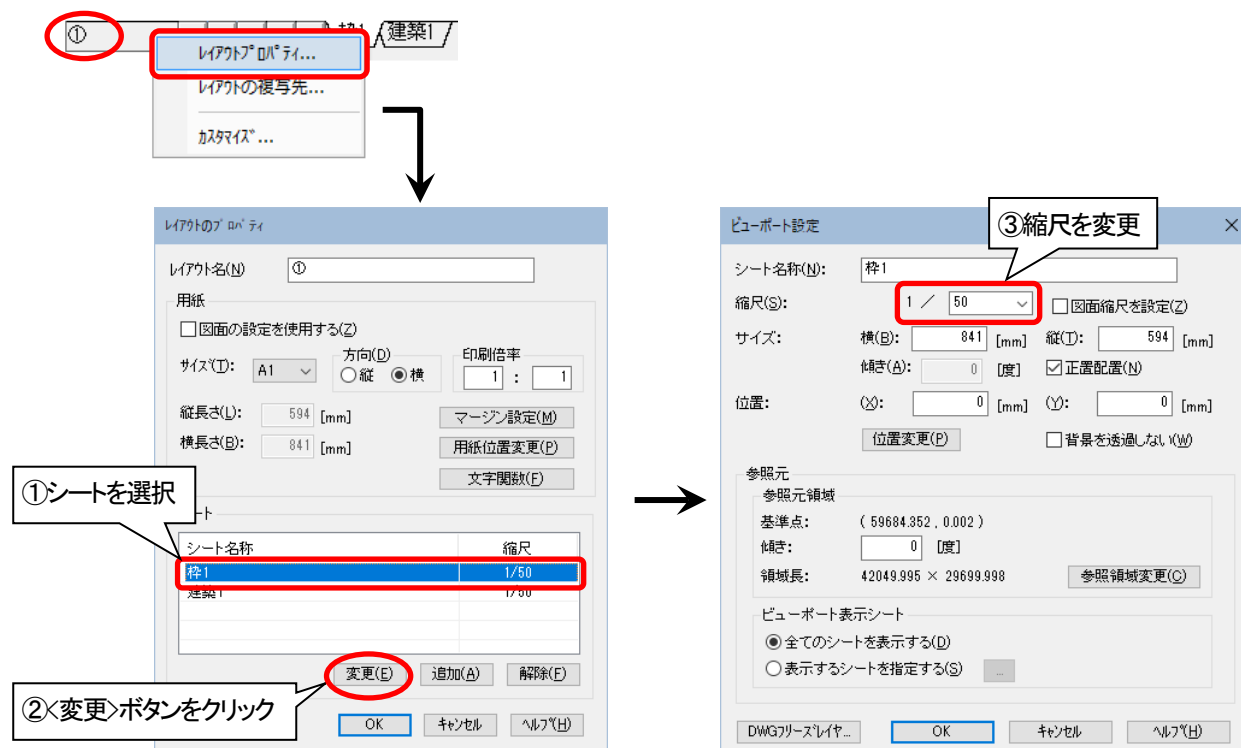 ①
枠1
建築1
レイアウトプロパティ...
レイアウトの複写先...
カスタマイズ...
レイアウトのプロパティ
レイアウト名(N) ①
用紙
図面の設定を使用する(Z)
サイズ(T): A1 方向(D) 縦 横 印刷倍率 1 : 1
縦長さ(L): 594 [mm] マージン設定(M)
横長さ(B): 841 [mm] 用紙位置変更(P)
文字関数(F)
①シートを選択
シート名称 縮尺
枠1 1/50
建築1 1/50
変更(E) 追加(A) 解除(F)
②<変更>ボタンをクリック
OK キャンセル ヘルプ(H)
③縮尺を変更
ビューポート設定
シート名称(N): 枠1
縮尺(S): 1 ／ 50 図面縮尺を設定(Z)
サイズ: 横(B): 841 [mm] 縦(T): 594 [mm]
傾き(A): 0 [度] 正置配置(N)
位置: (X): 0 [mm] (Y): 0 [mm]
位置変更(P) 背景を透過しない(W)
参照元
参照元領域
基準点: ( 59684.352 , 0.002 )
傾き: 0 [度]
領域長: 42049.995 × 29699.998 参照領域変更(C)
ビューポート表示シート
全てのシートを表示する(D)
表示するシートを指定する(S) ...
DWGフリーズレイヤ... OK キャンセル ヘルプ(H)